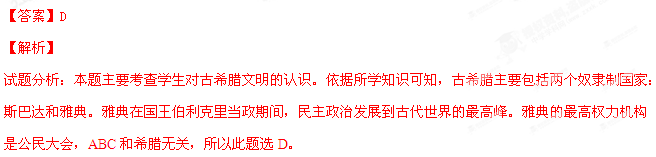 【答案】D
【解析】
试题分析：本题主要考查学生对古希腊文明的认识。依据所学知识可知，古希腊主要包括两个奴隶制国家：
斯巴达和雅典。雅典在国王伯利克里当政期间，民主政治发展到古代世界的最高峰。雅典的最高权力机构
是公民大会，ABC和希腊无关，所以此题选D。